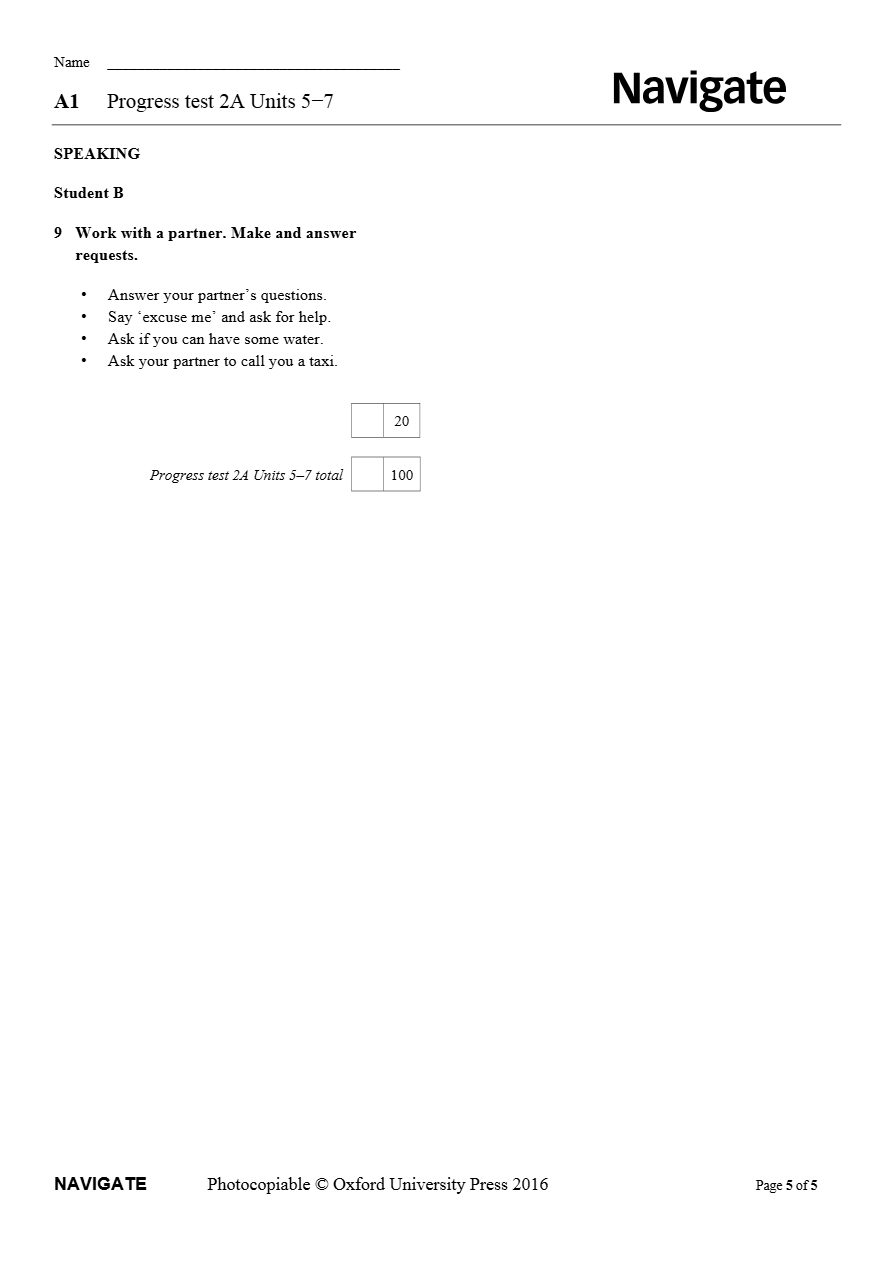 Name ______________________________________
Navigate
A1 Progress test 2A Units 5−7
SPEAKING
Student B
9 Work with a partner. Make and answer
requests.
• Answer your partner’s questions.
• Say ‘excuse me’ and ask for help.
• Ask if you can have some water.
• Ask your partner to call you a taxi.
20
Progress test 2A Units 5–7 total 100
NAVIGATE Photocopiable © Oxford University Press 2016 Page 5 of 5